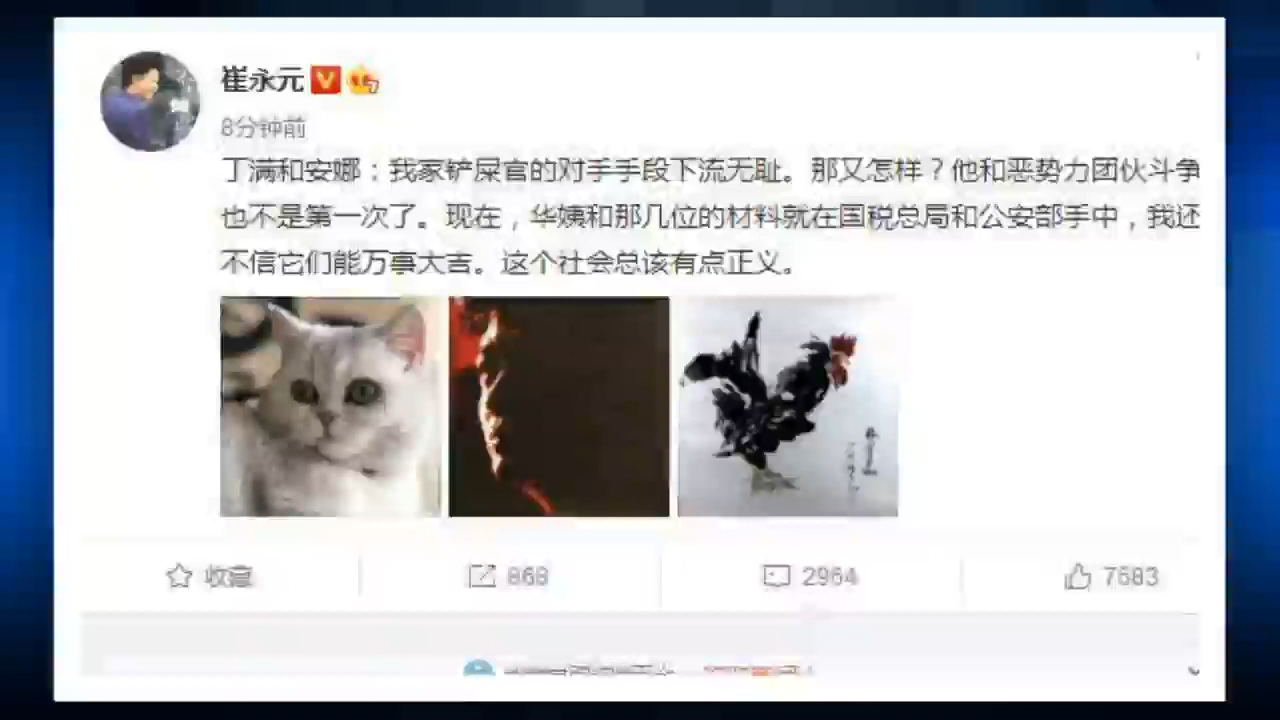 崔永元
8分钟前
丁满和安娜：我家铲屎官的对手手段下流无耻。那又怎样？他和恶势力团伙斗争
也不是第一次了。现在，华姨和那几位的材料就在国税总局和公安部手中，我还
不信它们能万事大吉。这个社会总该有点正义。
收藏 868 2964 7683